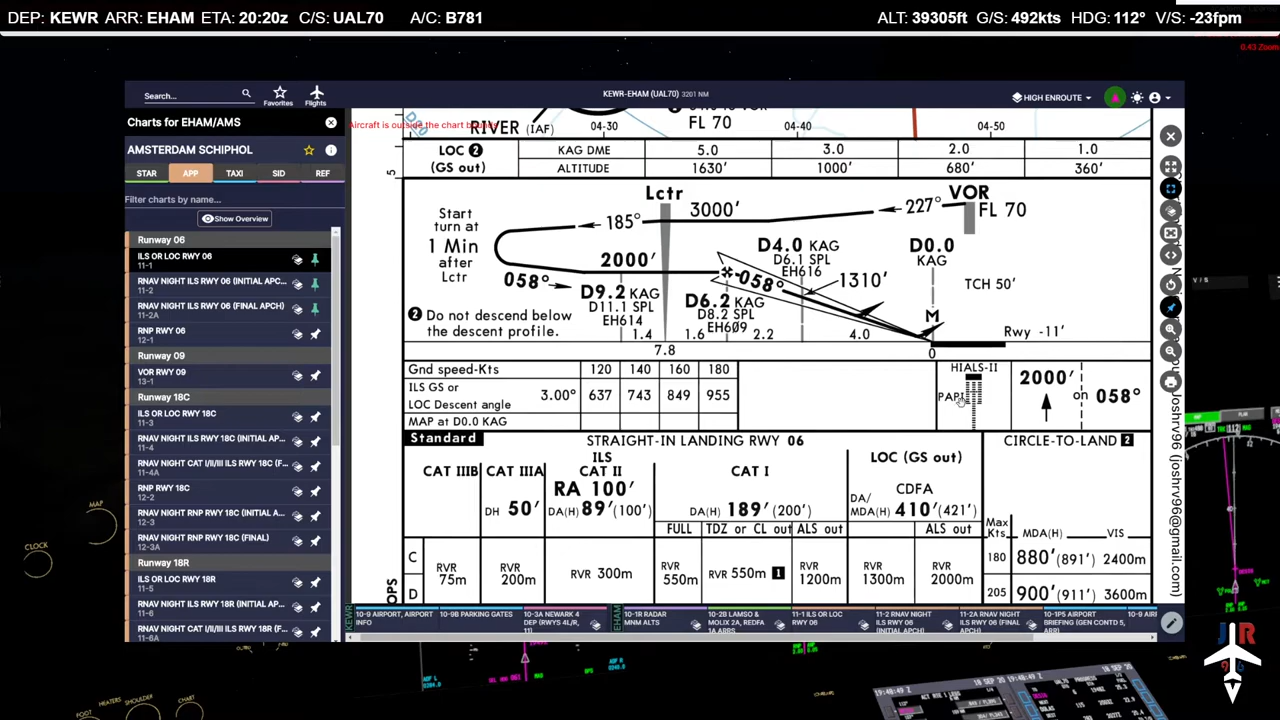 DEP: KEWR ARR: EHAM ETA: 20:20z C/S: UAL70 A/C: B781
ALT: 39305ft G/S: 492kts HDG: 112° V/S: -23fpm
0.43 Zoom
Search...
Favorites
Flights
KEWR-EHAM (UAL70) 3201 NM
HIGH ENROUTE
Charts for EHAM/AMS
AMSTERDAM SCHIPHOL
STAR APP TAXI SID REF
Filter charts by name...
Show Overview
Runway 06
ILS OR LOC RWY 06
11-1
RNAV NIGHT ILS RWY 06 (INITIAL APC...
11-2
RNAV NIGHT ILS RWY 06 (FINAL APCH)
11-2A
RNP RWY 06
12-1
Runway 09
VOR RWY 09
13-1
Runway 18C
ILS OR LOC RWY 18C
11-3
RNAV NIGHT ILS RWY 18C (INITIAL AP...
11-4
RNAV NIGHT CAT I/II/III ILS RWY 18C (F...
11-4A
RNP RWY 18C
12-2
RNAV NIGHT RNP RWY 18C (INITIAL A...
12-3
RNAV NIGHT RNP RWY 18C (FINAL)
12-3A
Runway 18R
ILS OR LOC RWY 18R
11-5
RNAV NIGHT ILS RWY 18R (INITIAL AP...
11-6
RNAV NIGHT CAT I/II/III ILS RWY 18R (F...
11-6A
Aircraft is outside the chart bounds
RIVER (IAF)
FL 70
04-30 04-40 04-50
LOC 2 (GS out)
KAG DME 5.0 3.0 2.0 1.0
ALTITUDE 1630' 1000' 680' 360'
Lctr
VOR
Start
turn at
1 Min
after
Lctr
185°
3000'
227°
FL 70
2000'
058°
D9.2 KAG
D11.1 SPL
EH614
D6.2 KAG
D8.2 SPL
EH609
D4.0 KAG
D6.1 SPL
EH616
058°
1310'
D0.0
KAG
M
TCH 50'
Rwy -11'
2 Do not descend below
the descent profile.
1.4 1.6 2.2 4.0
7.8 0
Gnd speed-Kts 120 140 160 180
ILS GS or
LOC Descent angle 3.00° 637 743 849 955
MAP at D0.0 KAG
HIALS-II
PAPI
2000' on 058°
Standard
STRAIGHT-IN LANDING RWY 06
CIRCLE-TO-LAND 2
ILS
CAT IIIB CAT IIIA CAT II CAT I LOC (GS out)
RA 100'
CDFA
DH 50' DA(H) 89'(100') DA(H) 189'(200') DA/MDA(H) 410'(421')
FULL TDZ or CL out ALS out ALS out
Max
Kts MDA(H) VIS
C
D
RVR 75m
RVR 200m
RVR 300m
RVR 550m
RVR 550m 1
RVR 1200m
RVR 1300m
RVR 2000m
180 880'(891') 2400m
205 900'(911') 3600m
KEWR
10-9 AIRPORT, AIRPORT INFO
10-9B PARKING GATES
10-3A NEWARK 4 DEP (RWYS 4L/R, 11)
EHAM
10-1R RADAR MNM ALTS
10-2B LAMSO & MOLIX 2A, REDFA 1A ARRS
11-1 ILS OR LOC RWY 06
11-2 RNAV NIGHT ILS RWY 06 (INITIAL APCH)
11-2A RNAV NIGHT ILS RWY 06 (FINAL APCH)
10-1P5 AIRPORT BRIEFING (GEN CONTD 5, ARR)
joshrv96 (joshrv96@gmail.com)
MAP
CLOCK
JR
96